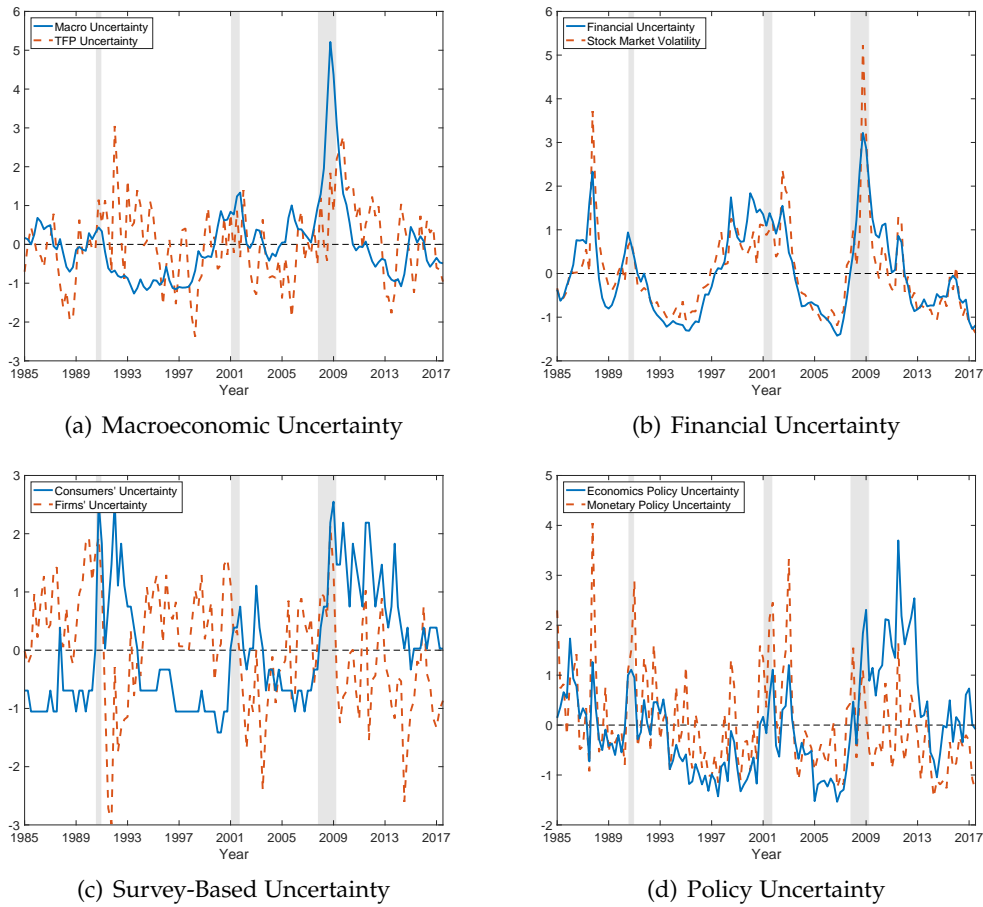 Macro Uncertainty
TFP Uncertainty
6
5
4
3
2
1
0
-1
-2
-3
1985 1989 1993 1997 2001 2005 2009 2013 2017
Year
(a) Macroeconomic Uncertainty
Financial Uncertainty
Stock Market Volatility
6
5
4
3
2
1
0
-1
-2
1985 1989 1993 1997 2001 2005 2009 2013 2017
Year
(b) Financial Uncertainty
Consumers' Uncertainty
Firms' Uncertainty
3
2
1
0
-1
-2
-3
1985 1989 1993 1997 2001 2005 2009 2013 2017
Year
(c) Survey-Based Uncertainty
Economics Policy Uncertainty
Monetary Policy Uncertainty
5
4
3
2
1
0
-1
-2
1985 1989 1993 1997 2001 2005 2009 2013 2017
Year
(d) Policy Uncertainty